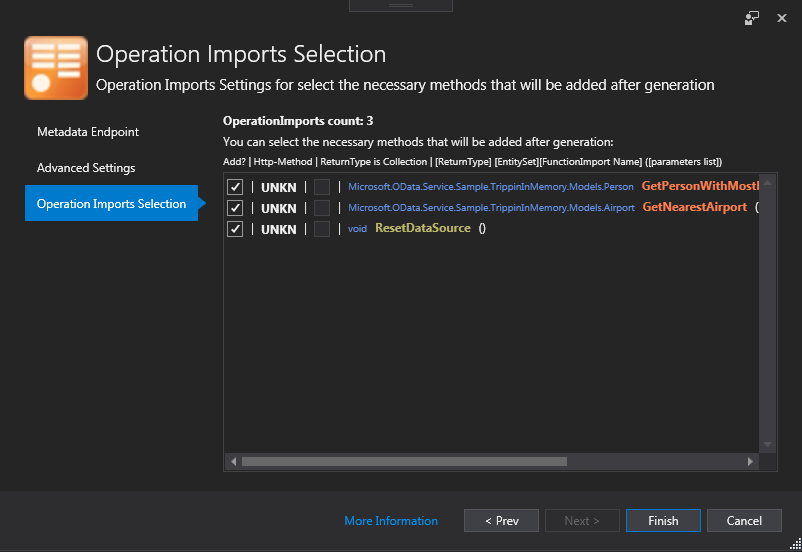 Operation Imports Selection
Operation Imports Settings for select the necessary methods that will be added after generation
Metadata Endpoint
Advanced Settings
Operation Imports Selection
OperationImports count: 3
You can select the necessary methods that will be added after generation:
Add? | Http-Method | ReturnType is Collection | [ReturnType] [EntitySet][FunctionImport Name] ([parameters list])
| UNKN | | Microsoft.OData.Service.Sample.TrippinInMemory.Models.Person
| UNKN | | Microsoft.OData.Service.Sample.TrippinInMemory.Models.Airport GetNearestAirport (
| UNKN | | void ResetDataSource ()
More Information
< Prev
Next >
Finish
Cancel